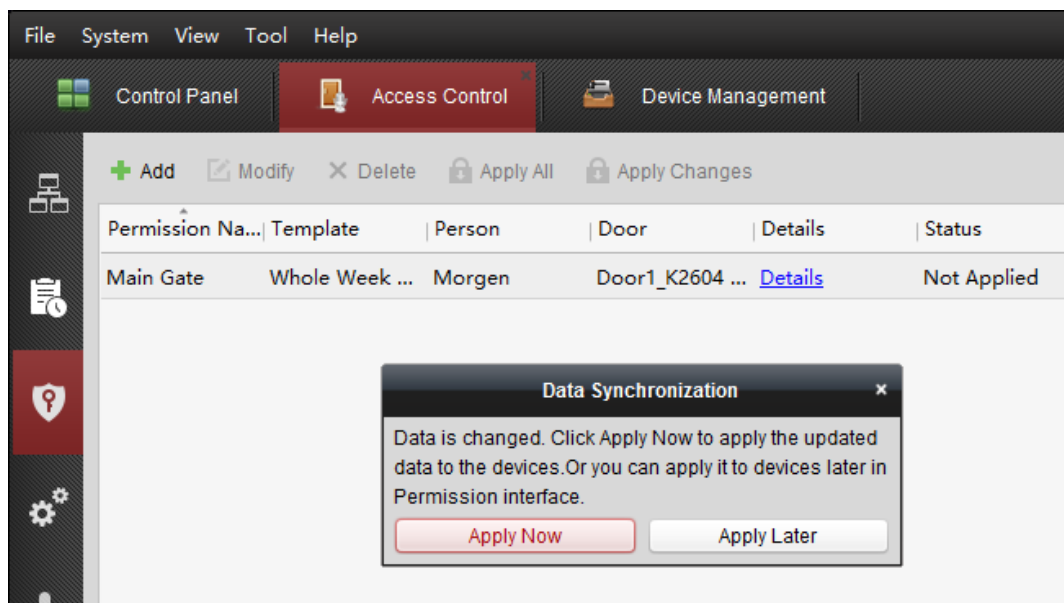 File System View Tool Help
Control Panel Access Control Device Management
Add Modify Delete Apply All Apply Changes
Permission Na... Template Person Door Details Status
Main Gate Whole Week ... Morgen Door1_K2604 ... Details Not Applied
Data Synchronization
Data is changed. Click Apply Now to apply the updated
data to the devices.Or you can apply it to devices later in
Permission interface.
Apply Now Apply Later